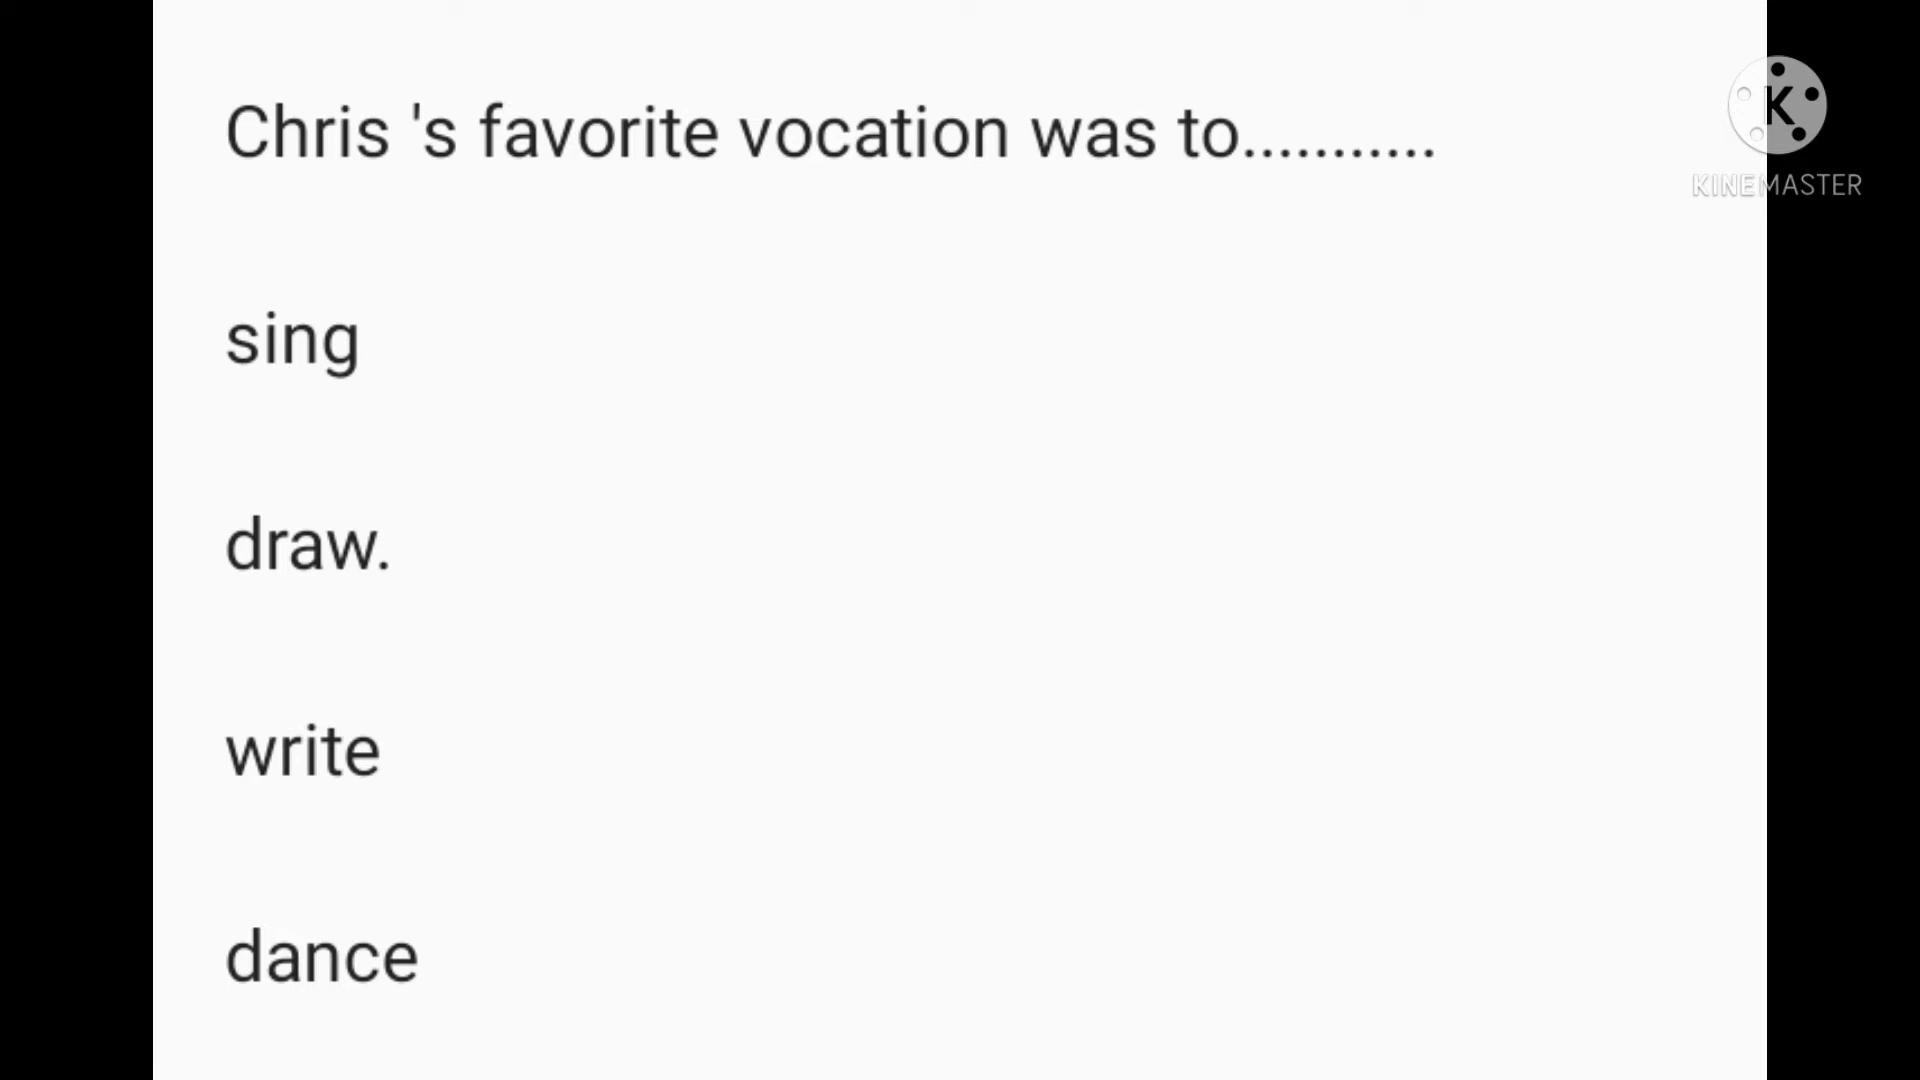 Chris 's favorite vocation was to...........
K
KINEMASTER
sing
draw.
write
dance